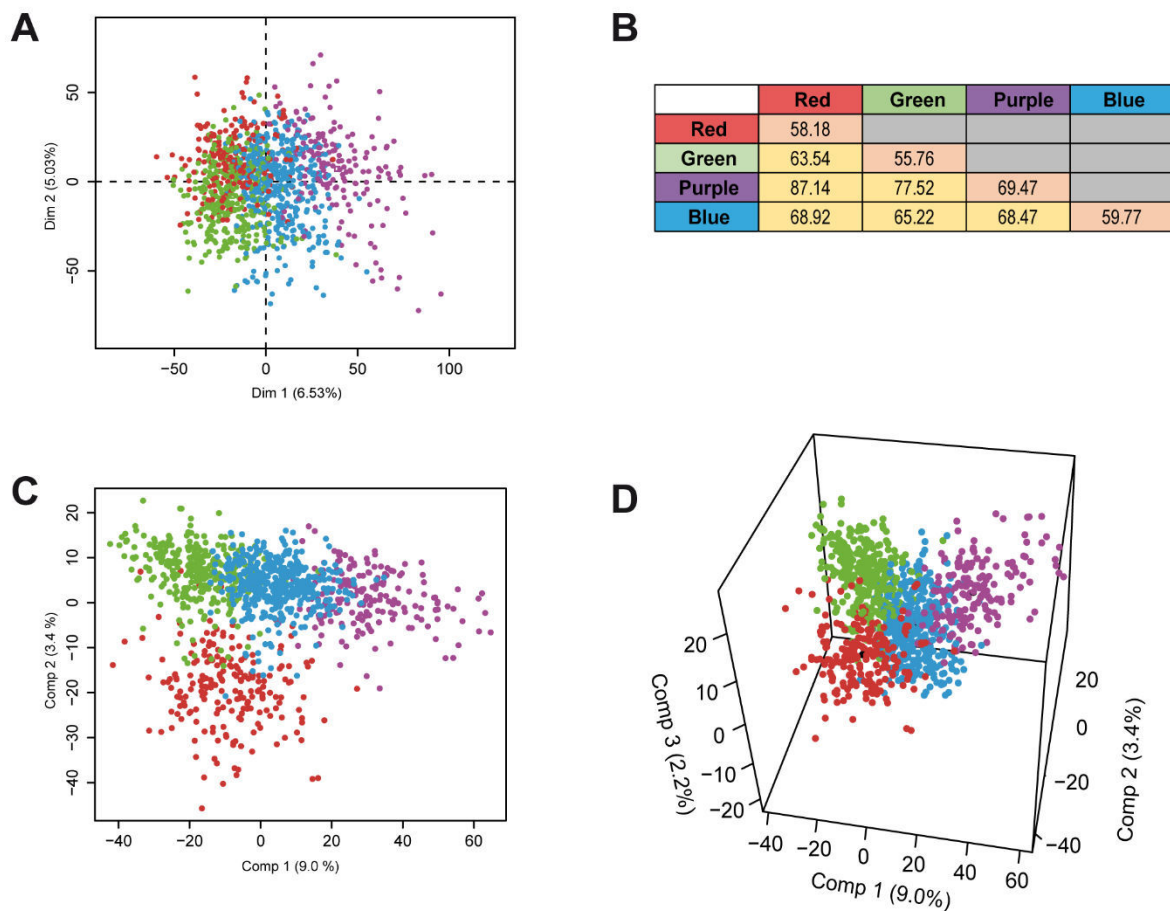 A
50
0
−50
Dim 2 (5.03%)
−50 0 50 100
Dim 1 (6.53%)
B
Red Green Purple Blue
Red 58.18
Green 63.54 55.76
Purple 87.14 77.52 69.47
Blue 68.92 65.22 68.47 59.77
C
20
10
0
−10
−20
−30
−40
Comp 2 (3.4 %)
−40 −20 0 20 40 60
Comp 1 (9.0 %)
D
20
10
0
−10
−20
Comp 3 (2.2%)
−40 −20 0 20 40 60
Comp 1 (9.0%)
20
0
−20
−40
Comp 2 (3.4%)